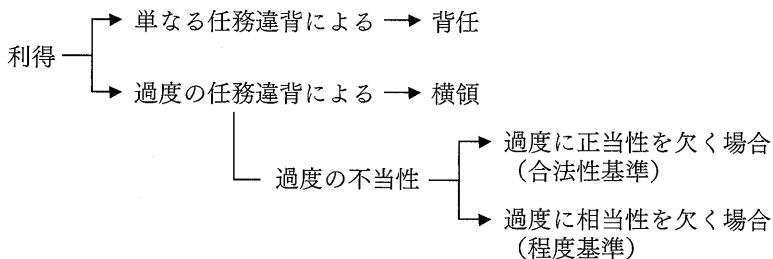 利得
単なる任務違背による
背任
過度の任務違背による
横領
過度の不当性
過度に正当性を欠く場合
（合法性基準）
過度に相当性を欠く場合
（程度基準）